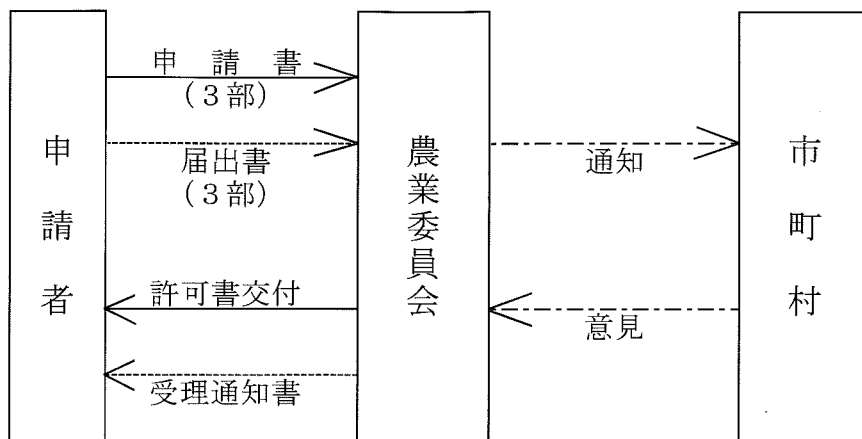 申請者
申請書
(3部)
届出書
(3部)
許可書交付
受理通知書
農業委員会
通知
意見
市町村